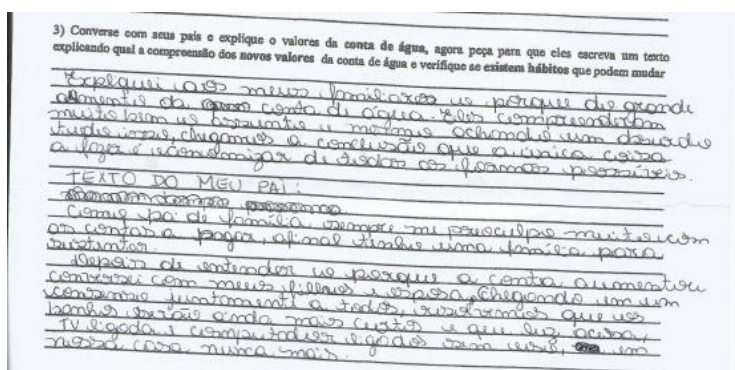 3) Converse com seus pais e explique o valores da conta de água, agora peça para que eles escreva um texto
explicando qual a compreensão dos novos valores da conta de água e verifique se existem hábitos que podem mudar
Expliquei aos meus familiares o porque do grande
aumento da conta de água. Eles compreenderam
muito bem o assunto e mesmo achando um absurdo
tudo isso, chegamos a conclusão que a única coisa
a fazer é economizar de todas as formas possíveis.
TEXTO DO MEU PAI:
Como pai de família, sempre me preoculpo muito com
as contas a pagar, afinal tenho uma família para
sustentar.
Depois de entender o porque a conta aumentou
conversei com meus filhos e esposa, Chegando em um
consenso juntamente a todos, resolvemos que os
banhos serão ainda mais curtos e que luz acesa,
TV ligada e computador ligados sem uso, em
nossa casa nunca mais.